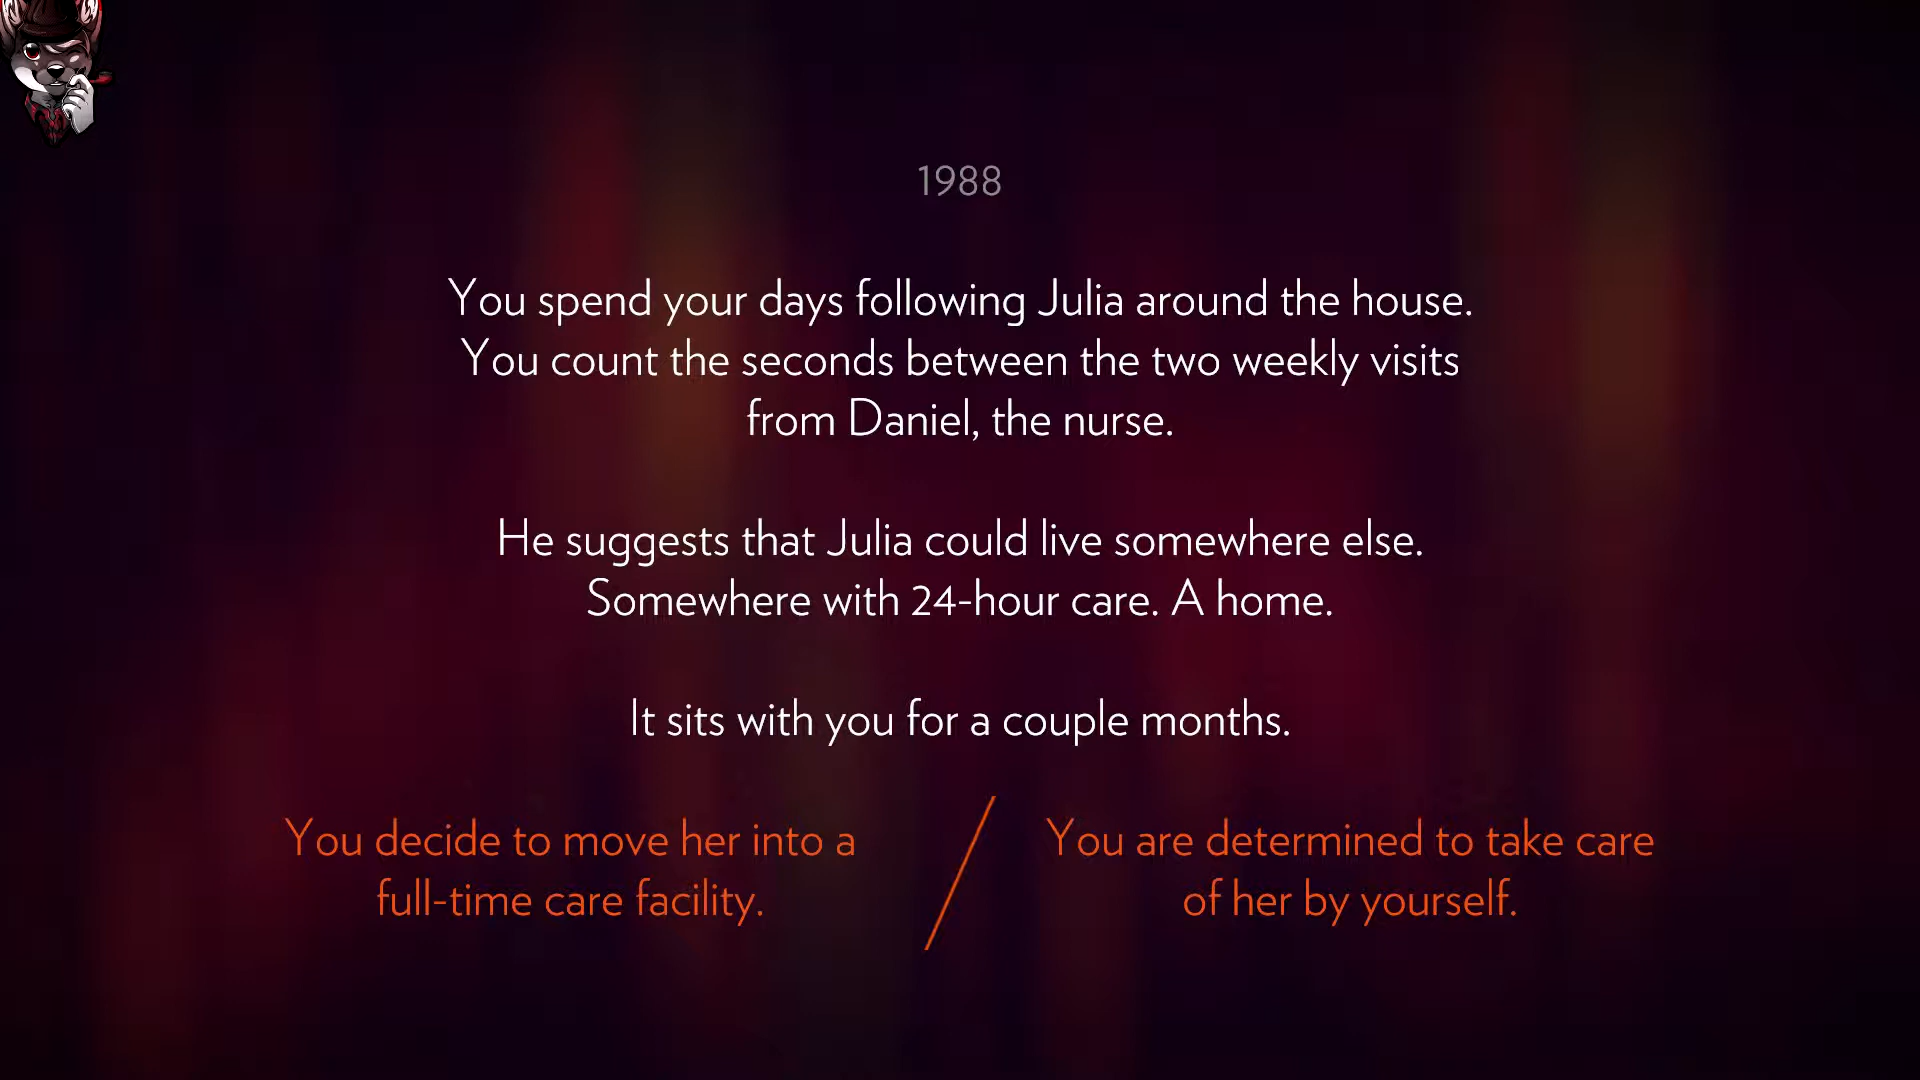 1988
You spend your days following Julia around the house.
You count the seconds between the two weekly visits
from Daniel, the nurse.
He suggests that Julia could live somewhere else.
Somewhere with 24-hour care. A home.
It sits with you for a couple months.
You decide to move her into a
full-time care facility.
You are determined to take care
of her by yourself.